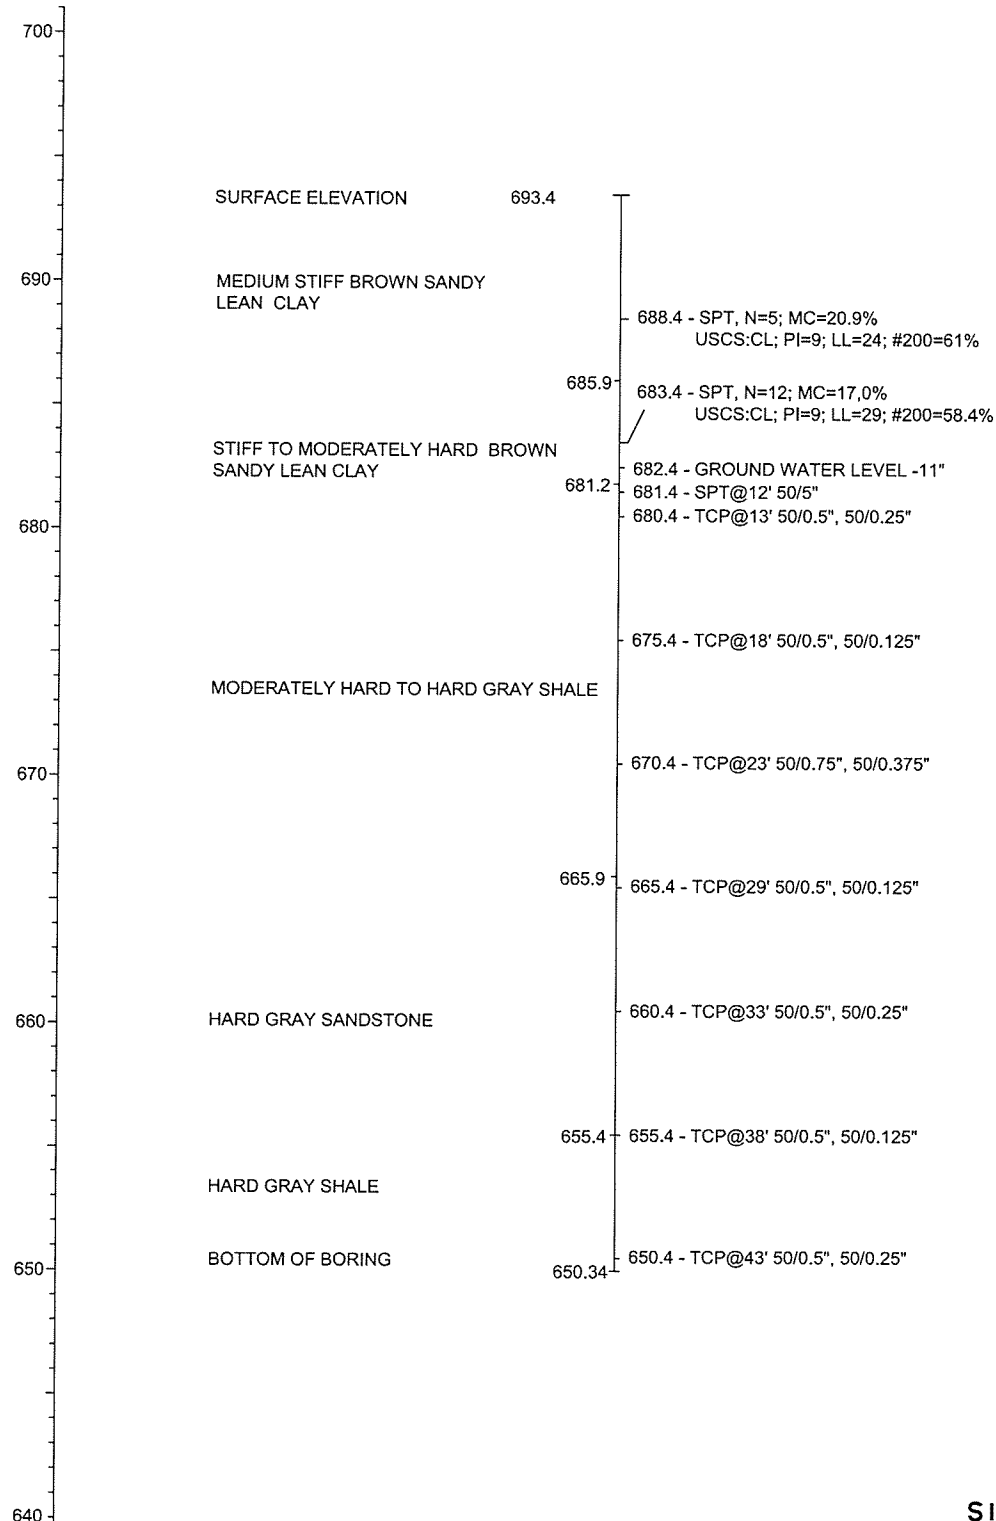 700
SURFACE ELEVATION 693.4
690
MEDIUM STIFF BROWN SANDY
LEAN CLAY
688.4 - SPT, N=5; MC=20.9%
USCS:CL; PI=9; LL=24; #200=61%
685.9
683.4 - SPT, N=12; MC=17,0%
USCS:CL; PI=9; LL=29; #200=58.4%
STIFF TO MODERATELY HARD BROWN
SANDY LEAN CLAY
682.4 - GROUND WATER LEVEL -11"
681.2
681.4 - SPT@12' 50/5"
680
680.4 - TCP@13' 50/0.5", 50/0.25"
675.4 - TCP@18' 50/0.5", 50/0.125"
MODERATELY HARD TO HARD GRAY SHALE
670
670.4 - TCP@23' 50/0.75", 50/0.375"
665.9
665.4 - TCP@29' 50/0.5", 50/0.125"
660
HARD GRAY SANDSTONE
660.4 - TCP@33' 50/0.5", 50/0.25"
655.4
655.4 - TCP@38' 50/0.5", 50/0.125"
HARD GRAY SHALE
650
BOTTOM OF BORING
650.4 - TCP@43' 50/0.5", 50/0.25"
650.34
640
SI